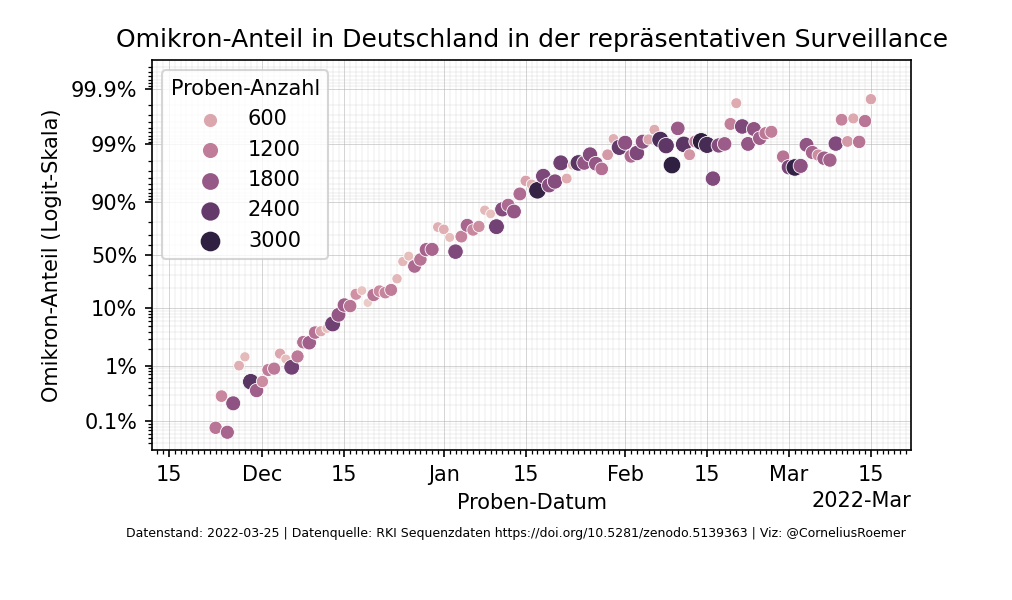 Omikron-Anteil in Deutschland in der repräsentativen Surveillance
Omikron-Anteil (Logit-Skala)
99.9%
99%
90%
50%
10%
1%
0.1%
Proben-Anzahl
600
1200
1800
2400
3000
15 Dec 15 Jan 15 Feb 15 Mar 15
Proben-Datum
2022-Mar
Datenstand: 2022-03-25 | Datenquelle: RKI Sequenzdaten https://doi.org/10.5281/zenodo.5139363 | Viz: @CorneliusRoemer